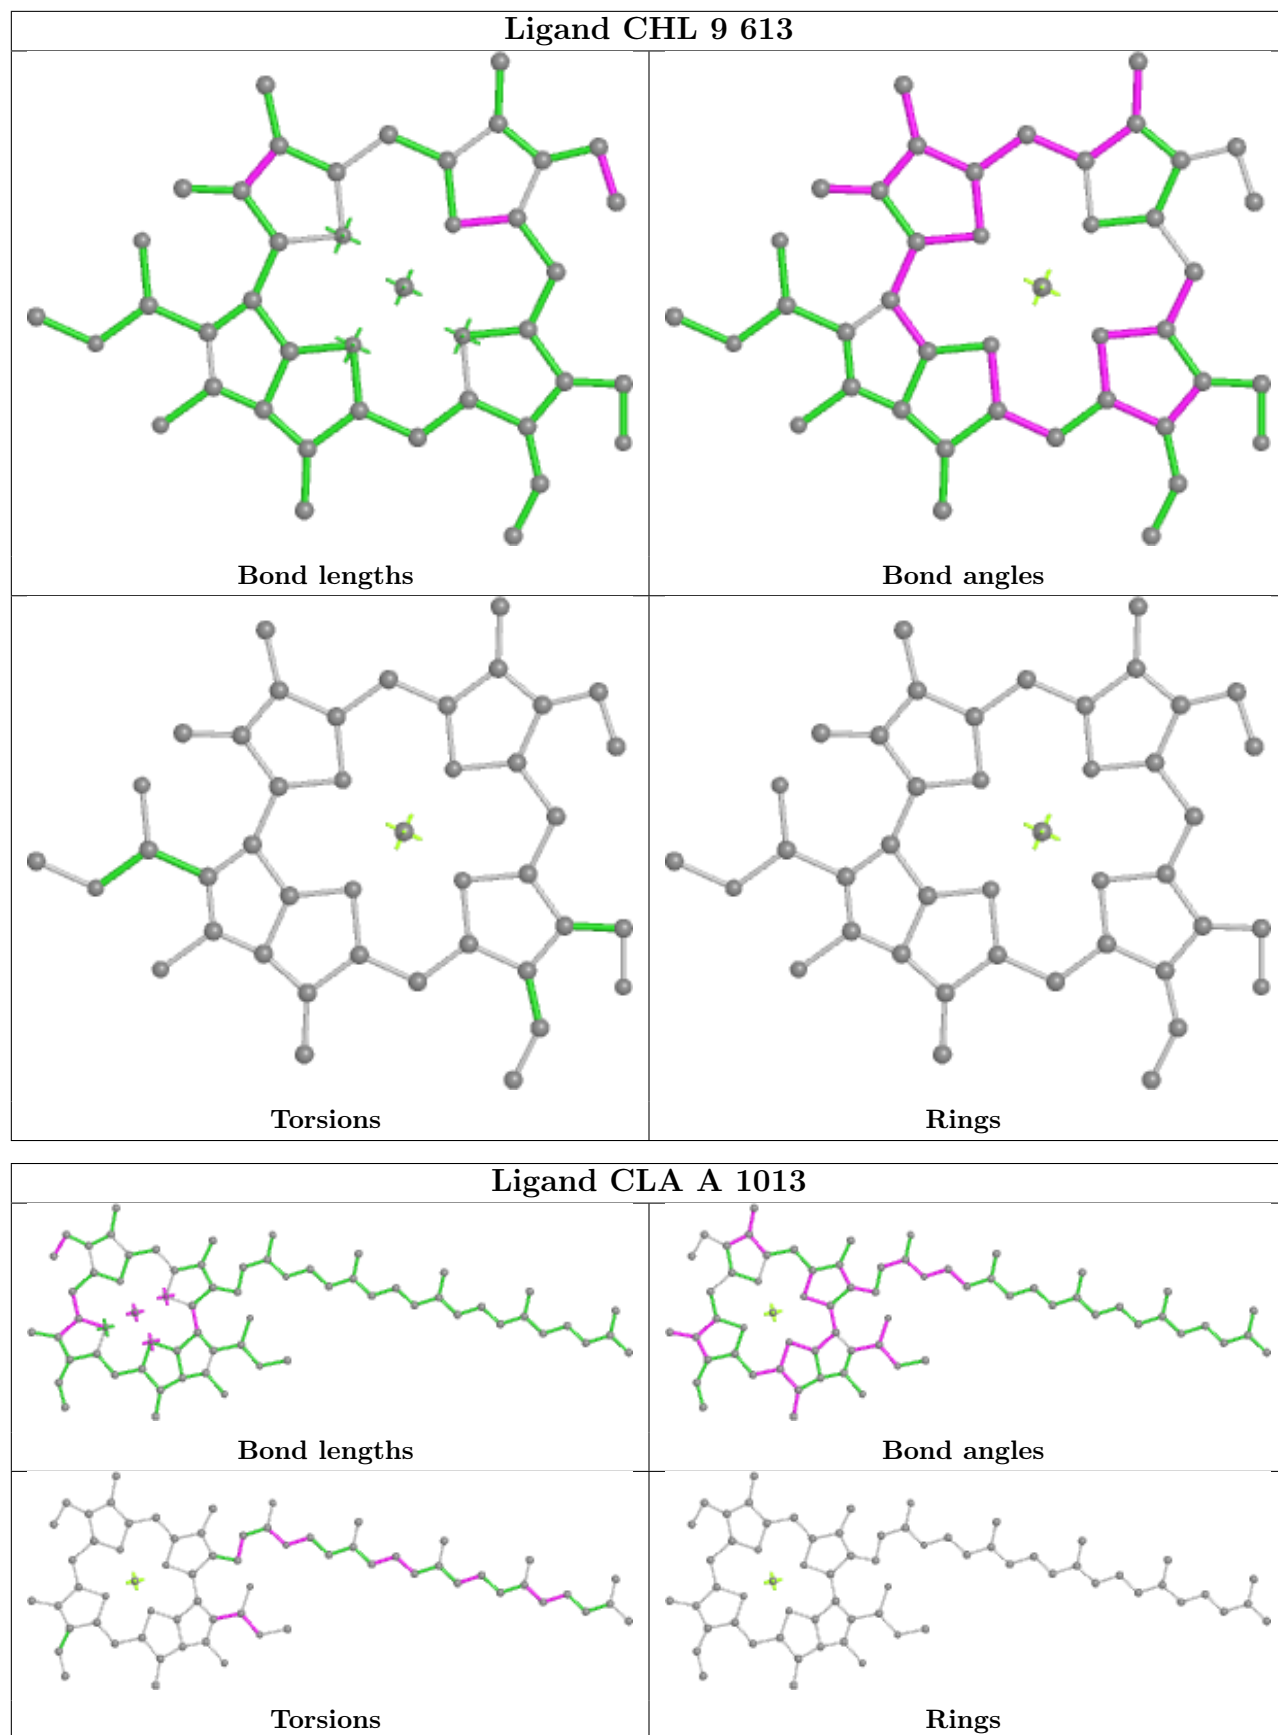 Ligand CHL 9 613
Bond lengths
Bond angles
Torsions
Rings
Ligand CLA A 1013
Bond lengths
Bond angles
Torsions
Rings